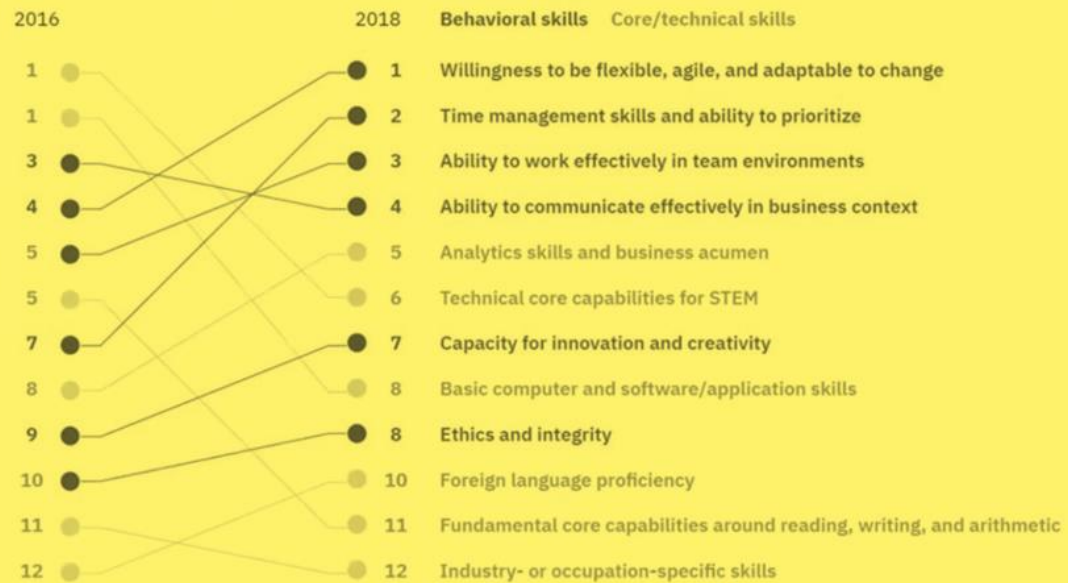 2016 2018 Behavioral skills Core/technical skills
1 1 Willingness to be flexible, agile, and adaptable to change
1 2 Time management skills and ability to prioritize
3 3 Ability to work effectively in team environments
4 4 Ability to communicate effectively in business context
5 5 Analytics skills and business acumen
5 6 Technical core capabilities for STEM
7 7 Capacity for innovation and creativity
8 8 Basic computer and software/application skills
9 8 Ethics and integrity
10 10 Foreign language proficiency
11 11 Fundamental core capabilities around reading, writing, and arithmetic
12 12 Industry- or occupation-specific skills